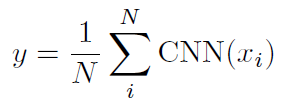 y = \frac{1}{N} \sum_{i}^{N} \mathrm{CNN}(x_i)